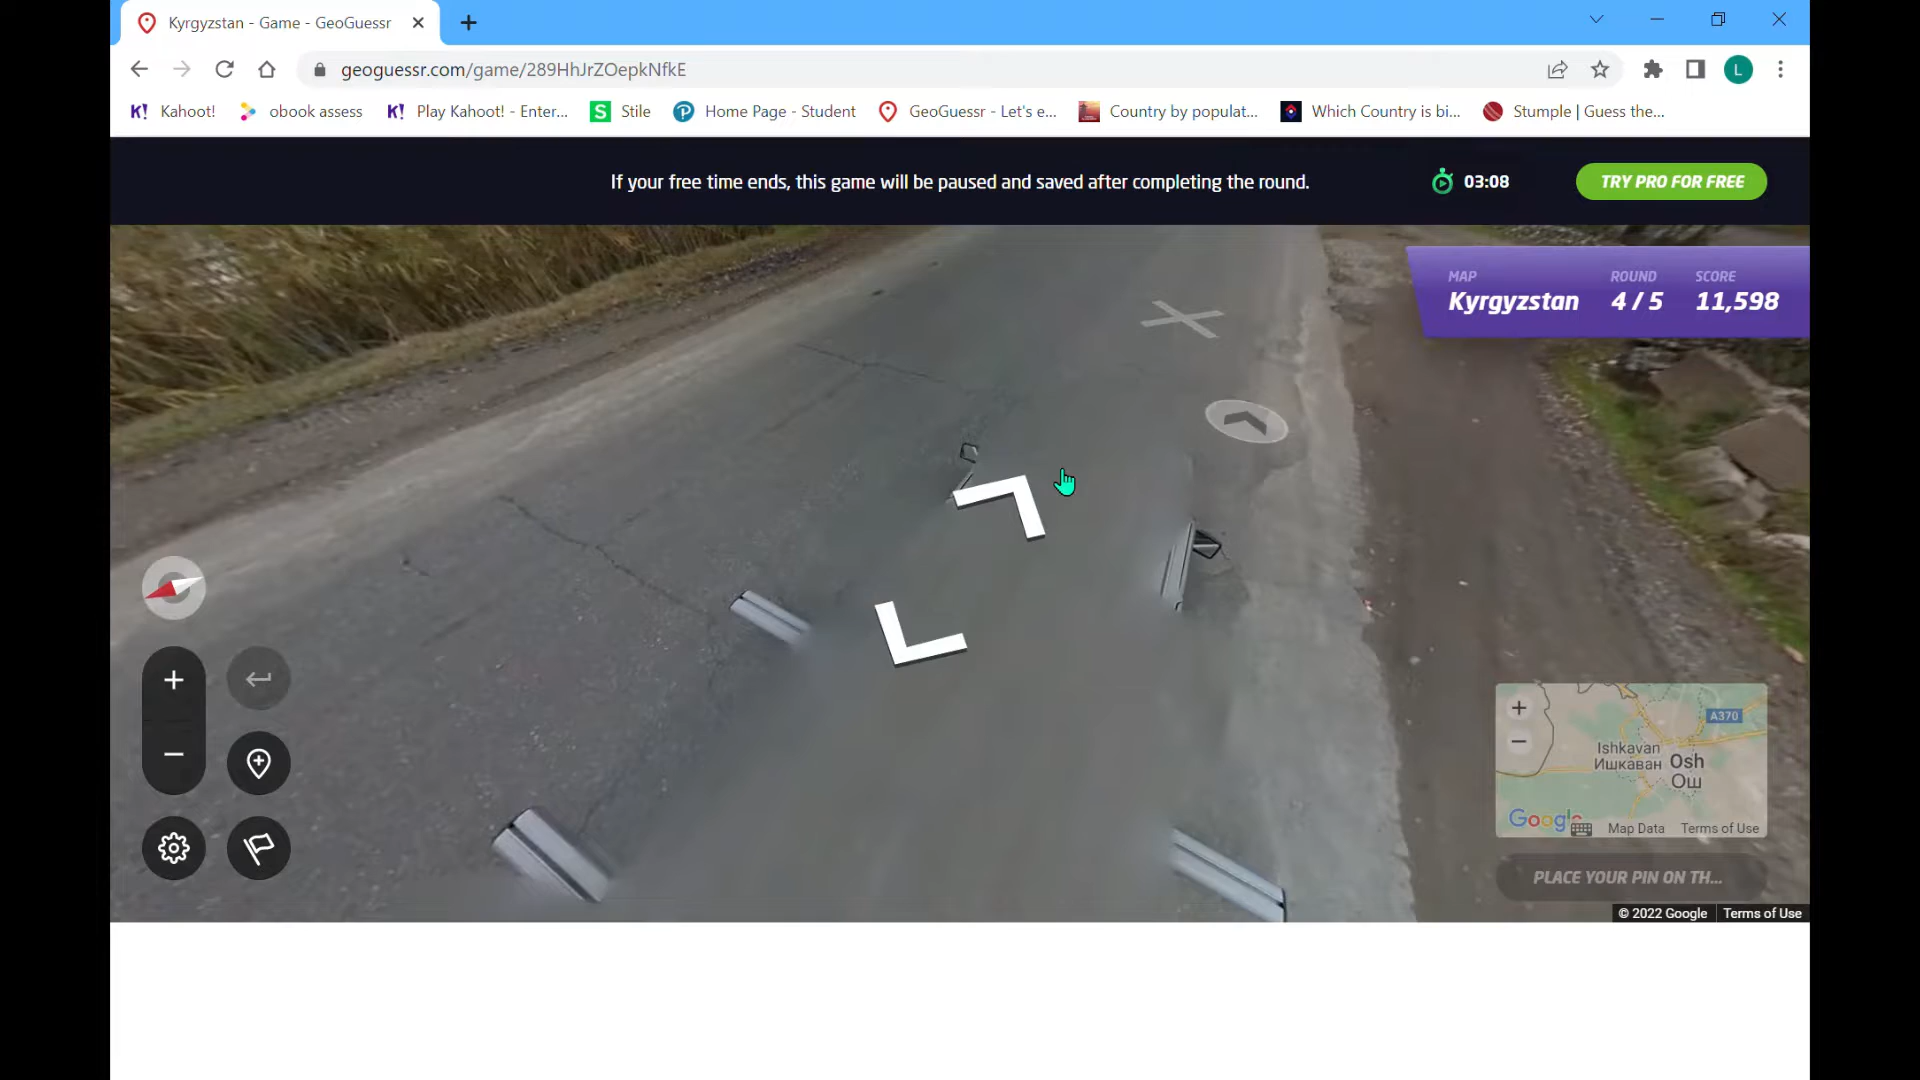 Kyrgyzstan - Game - GeoGuessr
geoguessr.com/game/289HhJrZOepkNfkE
L
K! Kahoot!
obook assess
K! Play Kahoot! - Enter...
S Stile
Home Page - Student
GeoGuessr - Let's e...
Country by populat...
Which Country is bi...
Stumple | Guess the...
If your free time ends, this game will be paused and saved after completing the round.
03:08
TRY PRO FOR FREE
MAP ROUND SCORE
Kyrgyzstan 4 / 5 11,598
A370
Ishkavan
Ишкаван
Osh
Ош
Google
Map Data Terms of Use
PLACE YOUR PIN ON TH...
© 2022 Google Terms of Use